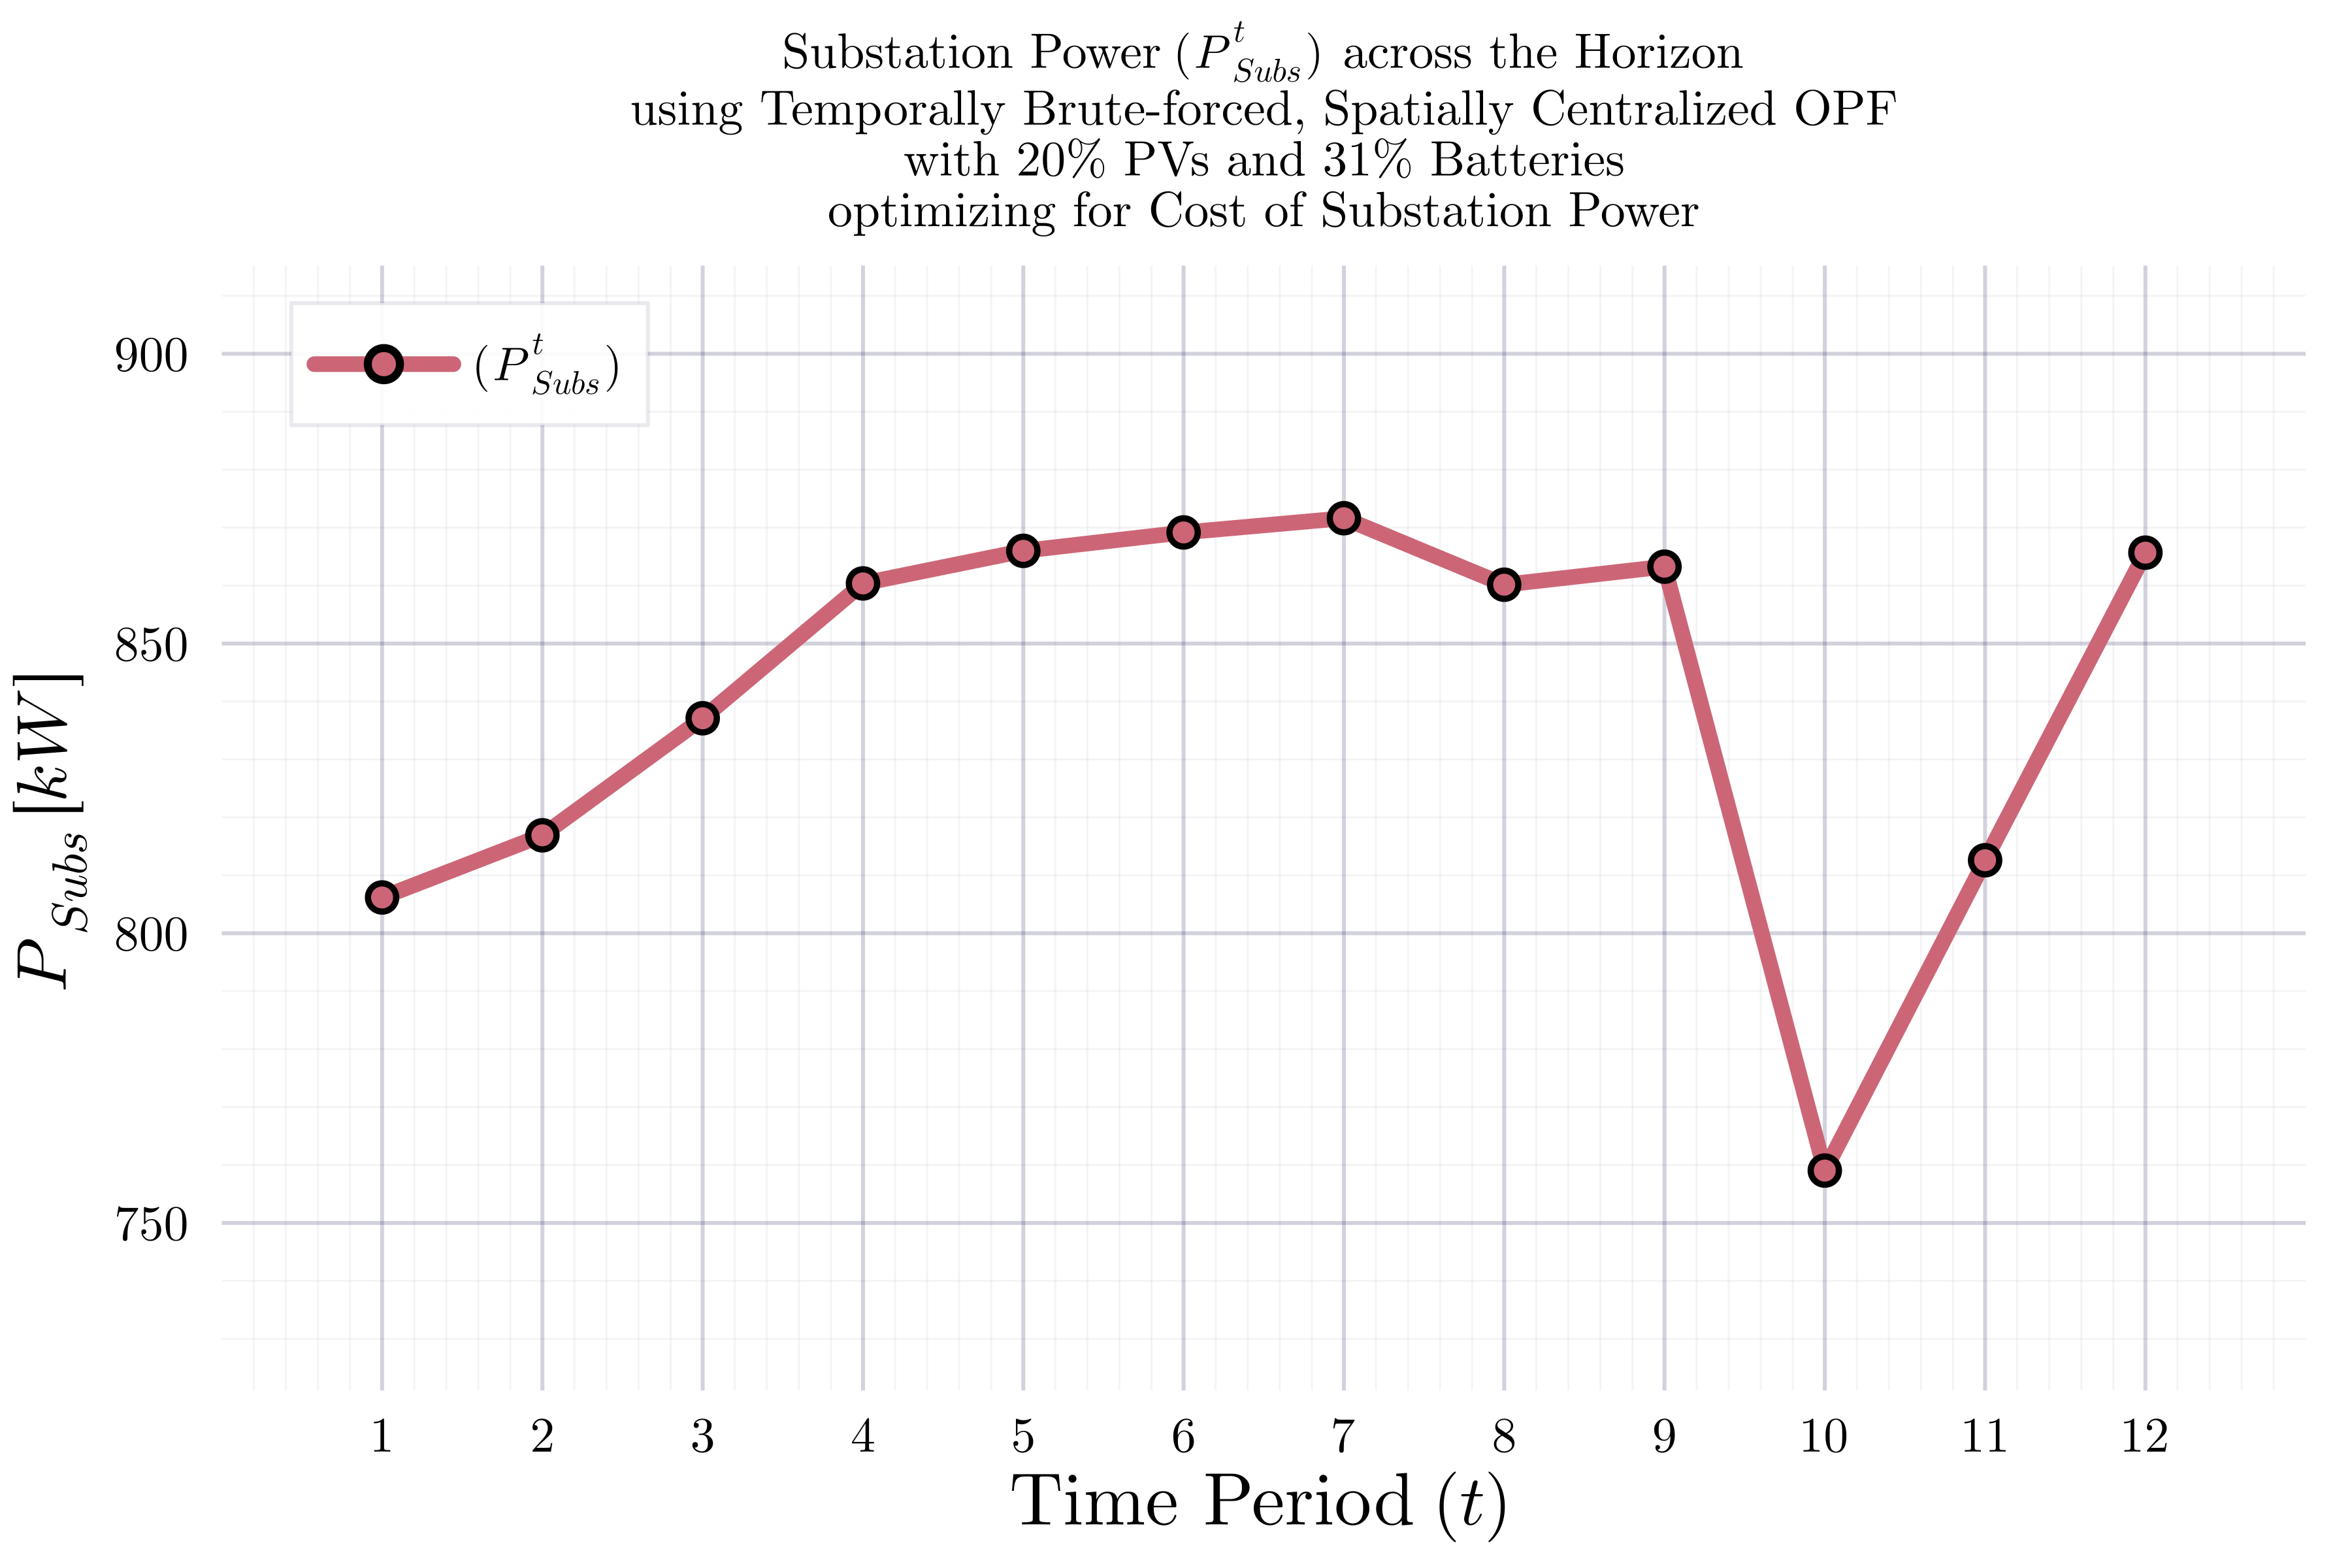 Substation Power (P^t_Subs) across the Horizon
using Temporally Brute-forced, Spatially Centralized OPF
with 20% PVs and 31% Batteries
optimizing for Cost of Substation Power
(P^t_Subs)
900
850
800
750
P_Subs [kW]
1 2 3 4 5 6 7 8 9 10 11 12
Time Period (t)